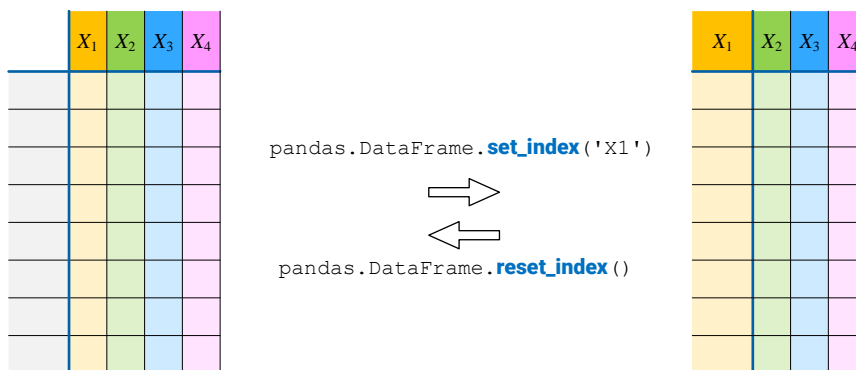 X₁ X₂ X₃ X₄
X₁ X₂ X₃ X₄
pandas.DataFrame.set_index('X1')
pandas.DataFrame.reset_index()